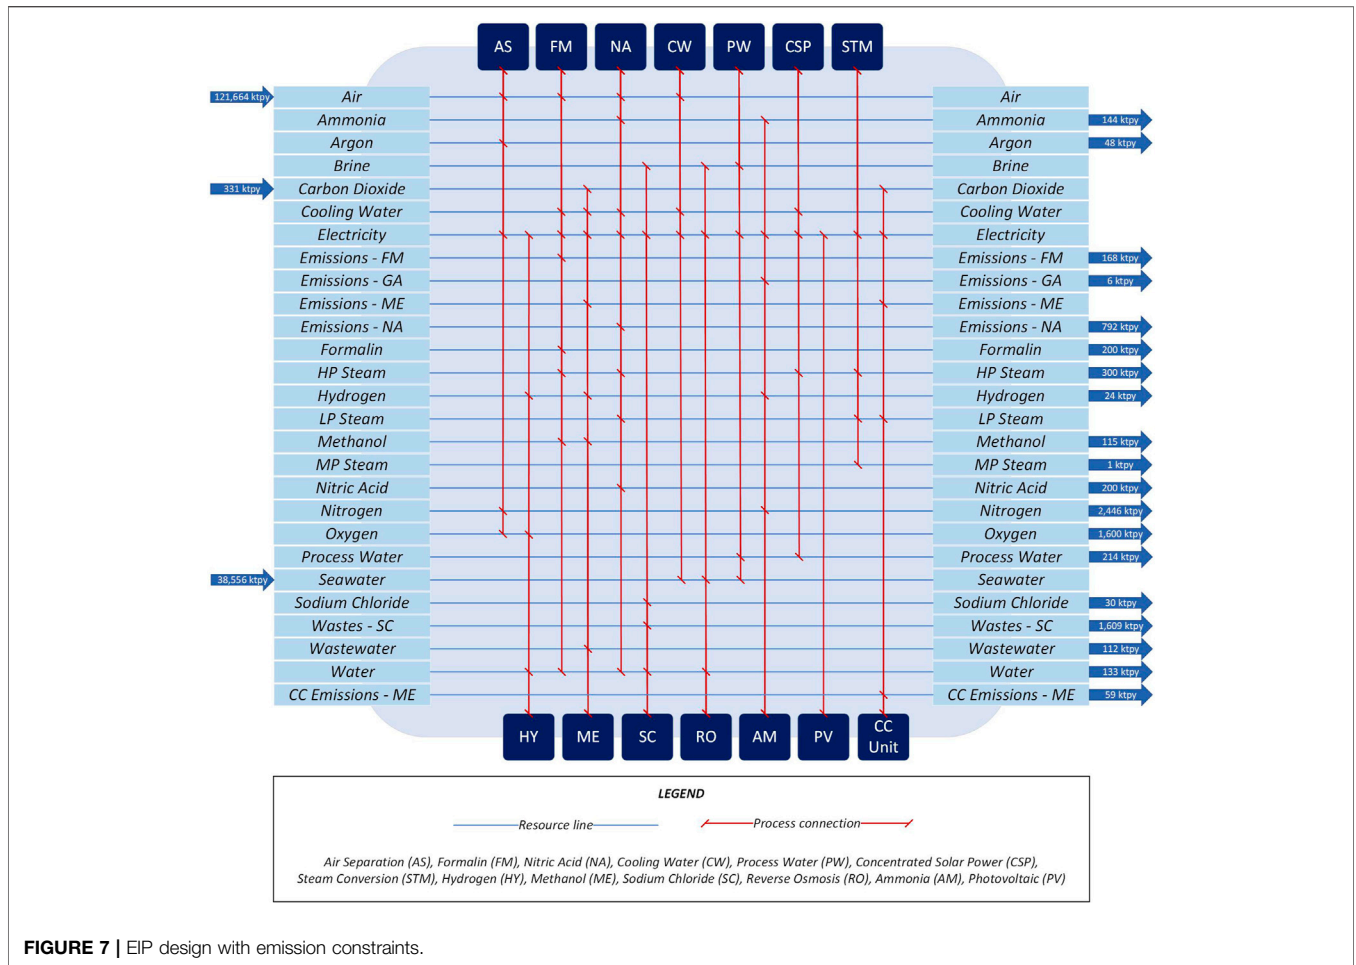 AS FM NA CW PW CSP STM
121,664 ktpy Air Air
Ammonia Ammonia 144 ktpy
Argon Argon 48 ktpy
Brine Brine
331 ktpy Carbon Dioxide Carbon Dioxide
Cooling Water Cooling Water
Electricity Electricity
Emissions - FM Emissions - FM 168 ktpy
Emissions - GA Emissions - GA 6 ktpy
Emissions - ME Emissions - ME
Emissions - NA Emissions - NA 792 ktpy
Formalin Formalin 200 ktpy
HP Steam HP Steam 300 ktpy
Hydrogen Hydrogen 24 ktpy
LP Steam LP Steam
Methanol Methanol 115 ktpy
MP Steam MP Steam 1 ktpy
Nitric Acid Nitric Acid 200 ktpy
Nitrogen Nitrogen 2,446 ktpy
Oxygen Oxygen 1,600 ktpy
Process Water Process Water 214 ktpy
38,556 ktpy Seawater Seawater
Sodium Chloride Sodium Chloride 30 ktpy
Wastes - SC Wastes - SC 1,609 ktpy
Wastewater Wastewater 112 ktpy
Water Water 133 ktpy
CC Emissions - ME CC Emissions - ME 59 ktpy
HY ME SC RO AM PV CC
Unit
LEGEND
Resource line Process connection
Air Separation (AS), Formalin (FM), Nitric Acid (NA), Cooling Water (CW), Process Water (PW), Concentrated Solar Power (CSP),
Steam Conversion (STM), Hydrogen (HY), Methanol (ME), Sodium Chloride (SC), Reverse Osmosis (RO), Ammonia (AM), Photovoltaic (PV)
FIGURE 7 | EIP design with emission constraints.